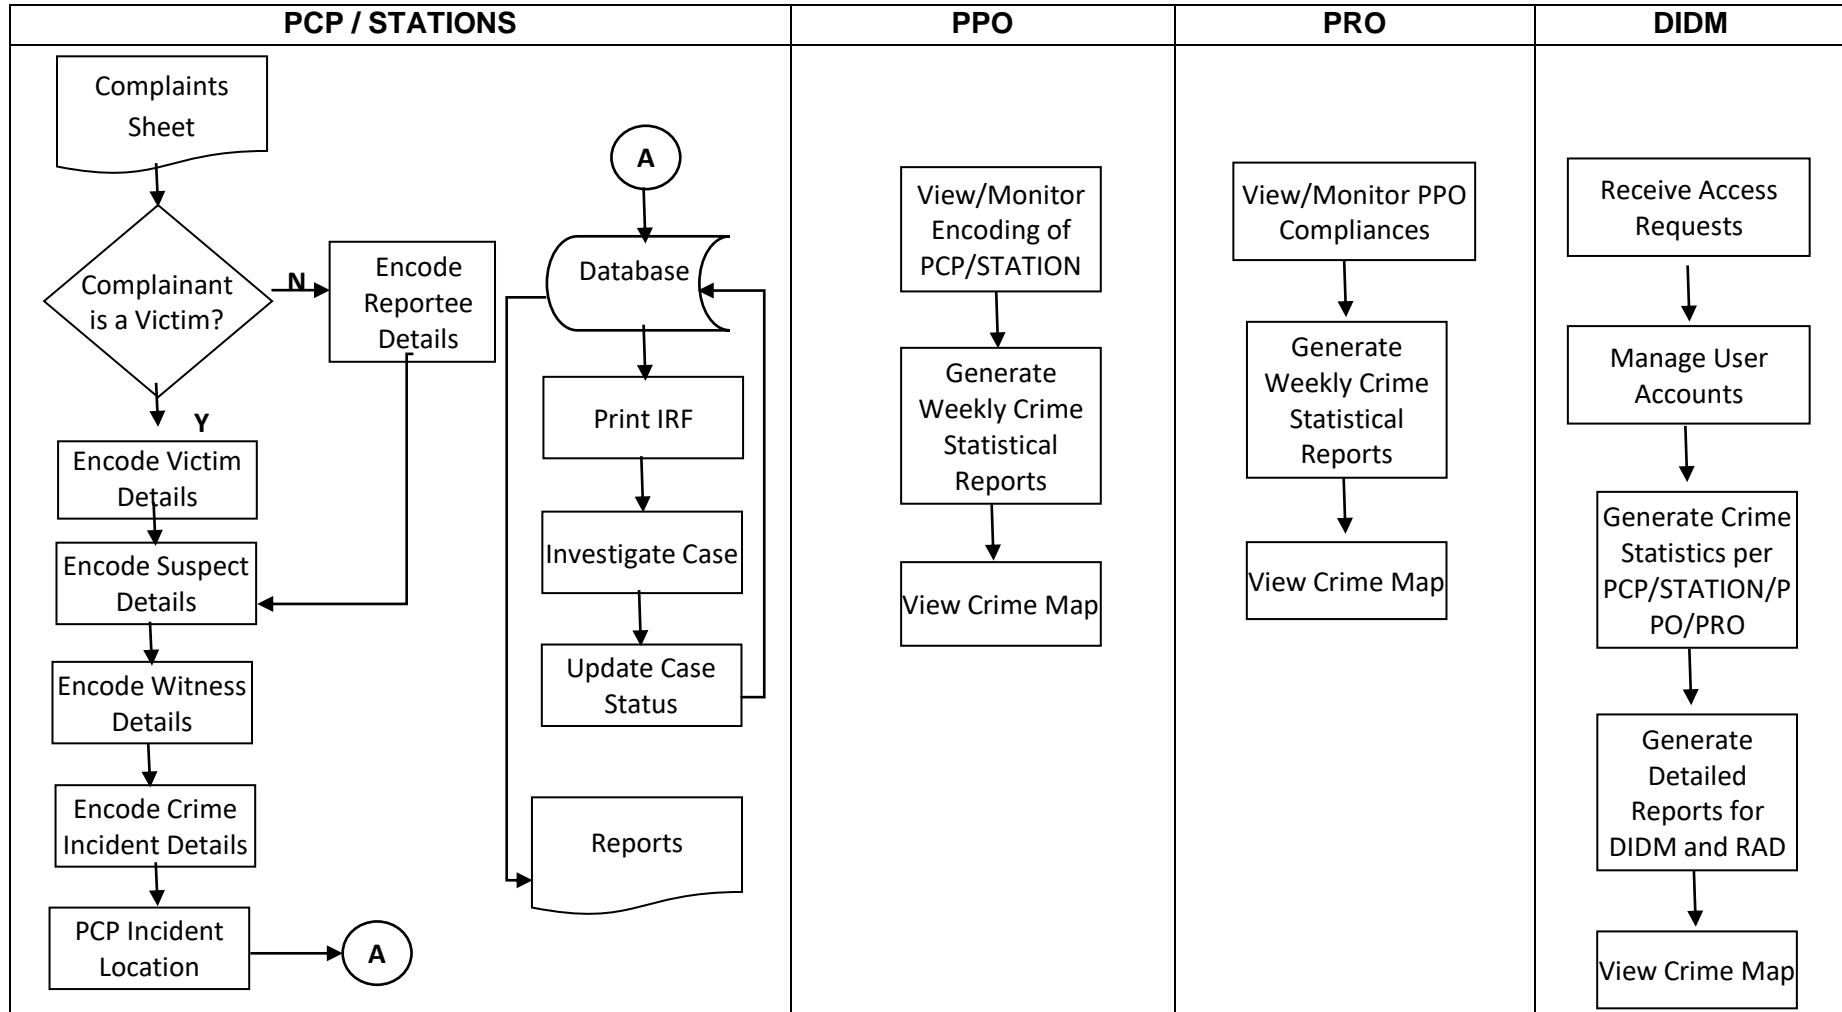 PCP / STATIONS
PPO
PRO
DIDM
Complaints
Sheet
Complainant
is a Victim?
N
Encode
Reportee
Details
Y
Encode Victim
Details
Encode Suspect
Details
Encode Witness
Details
Encode Crime
Incident Details
PCP Incident
Location
A
A
Database
Print IRF
Investigate Case
Update Case
Status
Reports
View/Monitor
Encoding of
PCP/STATION
Generate
Weekly Crime
Statistical
Reports
View Crime Map
View/Monitor PPO
Compliances
Generate
Weekly Crime
Statistical
Reports
View Crime Map
Receive Access
Requests
Manage User
Accounts
Generate Crime
Statistics per
PCP/STATION/P
PO/PRO
Generate
Detailed
Reports for
DIDM and RAD
View Crime Map